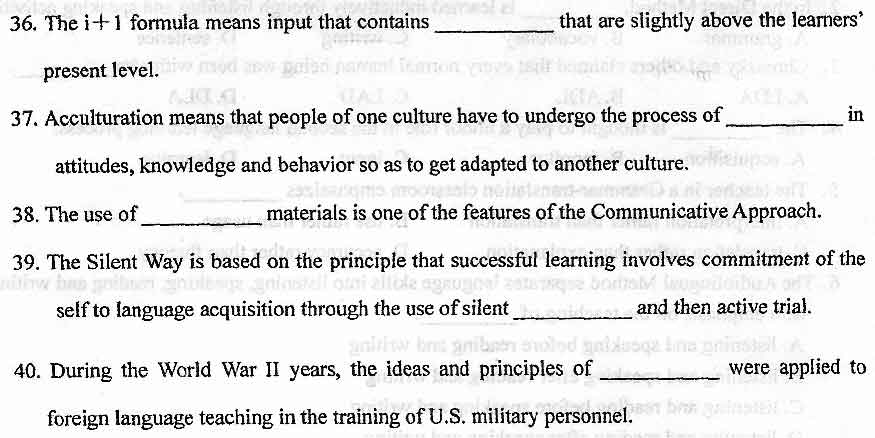 36. The i+1 formula means input that contains ____________ that are slightly above the learners'
present level.
37. Acculturation means that people of one culture have to undergo the process of ____________ in
attitudes, knowledge and behavior so as to get adapted to another culture.
38. The use of ____________ materials is one of the features of the Communicative Approach.
39. The Silent Way is based on the principle that successful learning involves commitment of the
self to language acquisition through the use of silent ____________ and then active trial.
40. During the World War II years, the ideas and principles of ____________ were applied to
foreign language teaching in the training of U.S. military personnel.